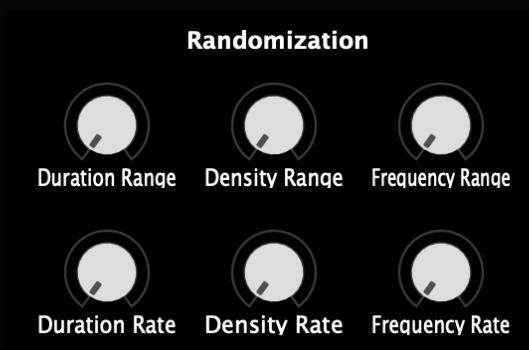 Randomization
Duration Range Density Range Frequency Range
Duration Rate Density Rate Frequency Rate